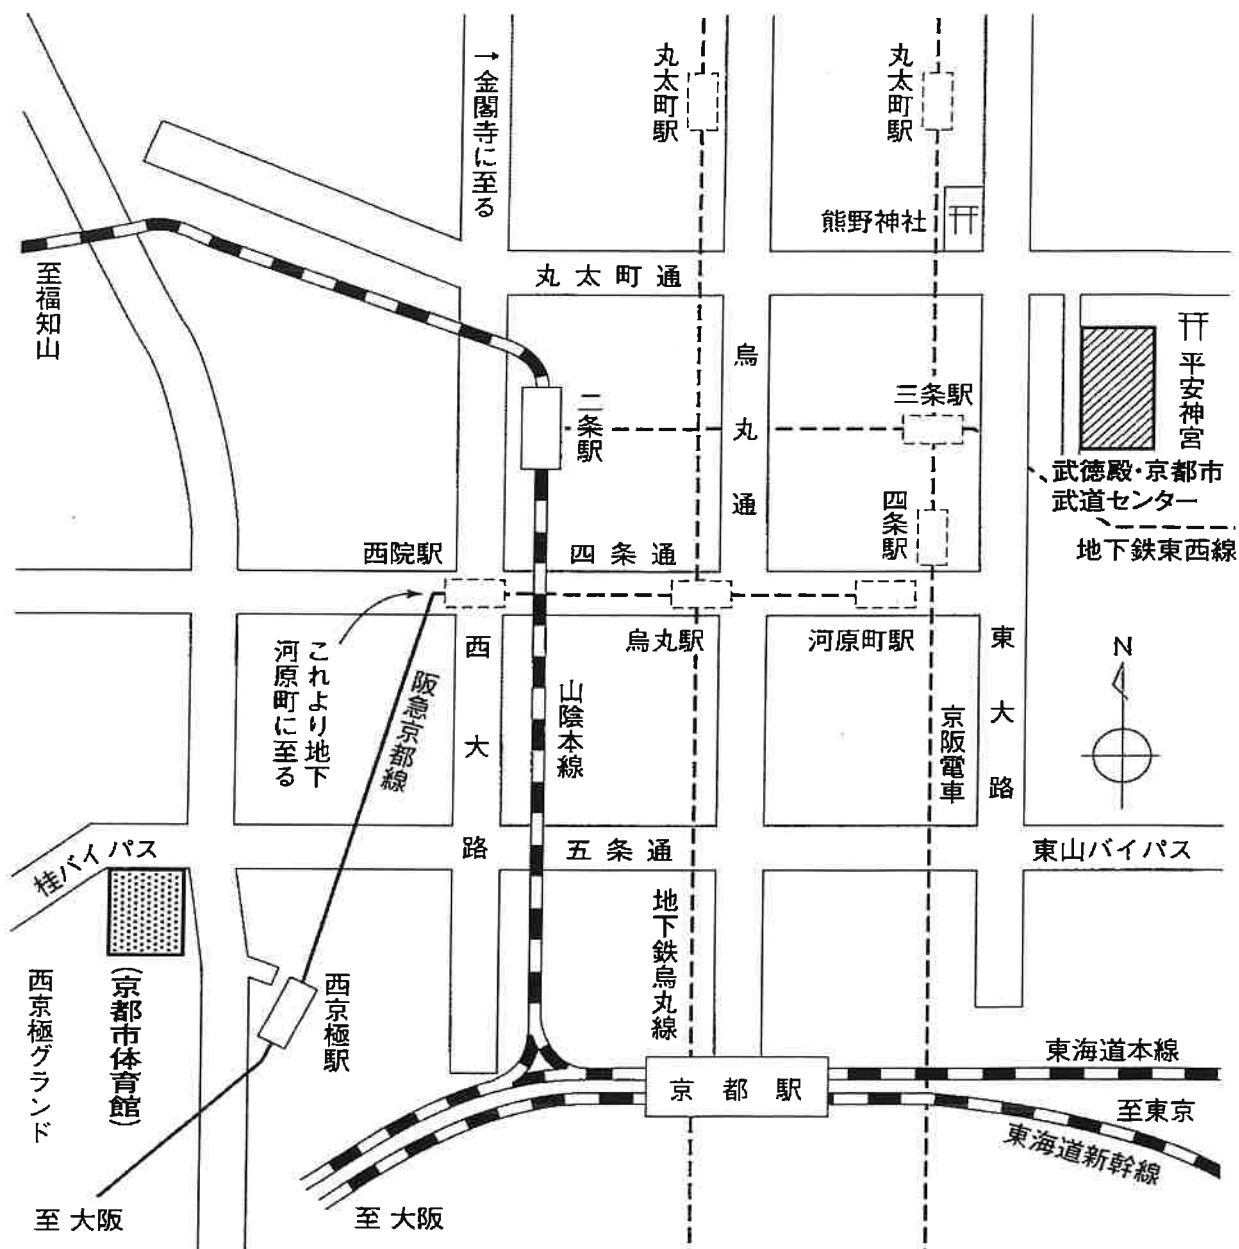 →金閣寺に至る
丸太町駅
丸太町駅
熊野神社
丸太町通
至福知山
烏丸通
二条駅
三条駅
平安神宮
武徳殿・京都市
武道センター
地下鉄東西線
四条駅
西院駅
四条通
烏丸駅
河原町駅
これより地下
河原町に至る
阪急京都線
西大路
山陰本線
京阪電車
東大路
N
桂バイパス
五条通
東山バイパス
地下鉄烏丸線
西京極グランド
(京都市体育館)
西京極駅
京都駅
東海道本線
至東京
東海道新幹線
至 大阪
至 大阪